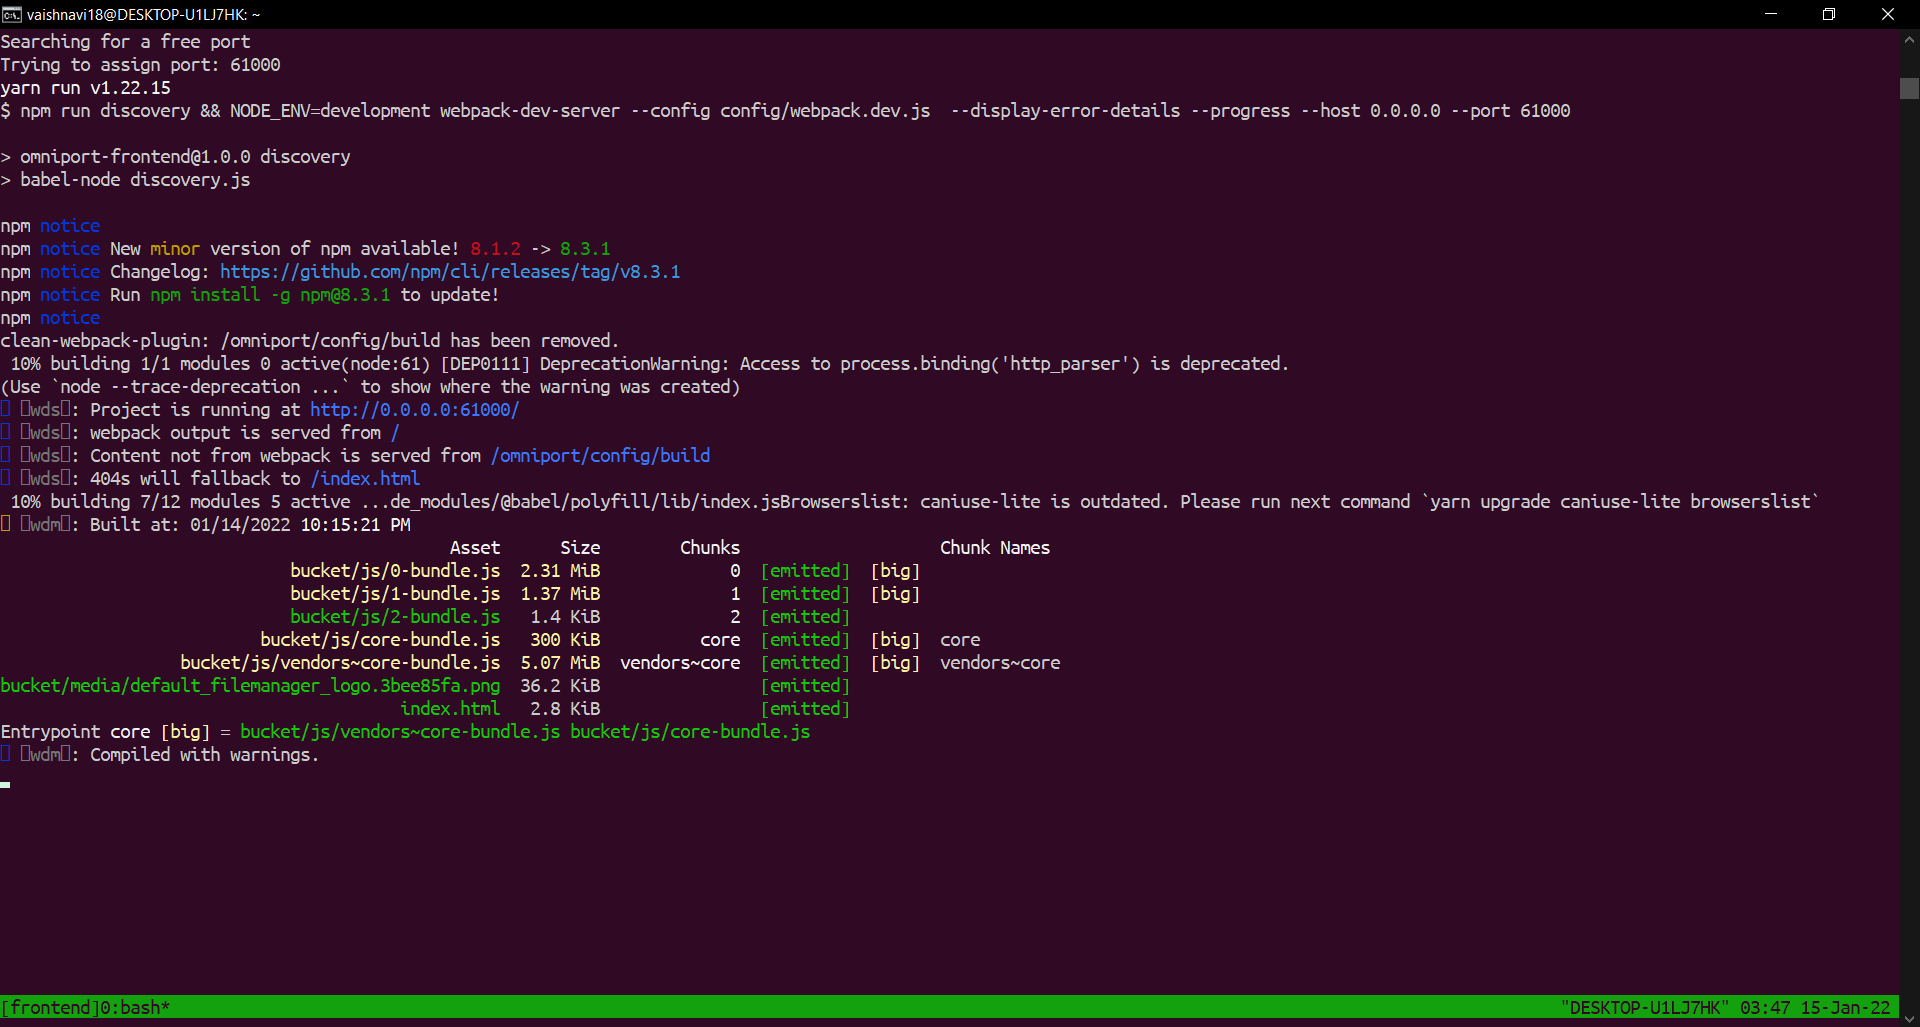 vaishnavi18@DESKTOP-U1LJ7HK: ~
Searching for a free port
Trying to assign port: 61000
yarn run v1.22.15
$ npm run discovery && NODE_ENV=development webpack-dev-server --config config/webpack.dev.js  --display-error-details --progress --host 0.0.0.0 --port 61000
> omniport-frontend@1.0.0 discovery
> babel-node discovery.js
npm notice
npm notice New minor version of npm available! 8.1.2 -> 8.3.1
npm notice Changelog: https://github.com/npm/cli/releases/tag/v8.3.1
npm notice Run npm install -g npm@8.3.1 to update!
npm notice
clean-webpack-plugin: /omniport/config/build has been removed.
10% building 1/1 modules 0 active(node:61) [DEP0111] DeprecationWarning: Access to process.binding('http_parser') is deprecated.
(Use `node --trace-deprecation ...` to show where the warning was created)
｢wds｣: Project is running at http://0.0.0.0:61000/
｢wds｣: webpack output is served from /
｢wds｣: Content not from webpack is served from /omniport/config/build
｢wds｣: 404s will fallback to /index.html
10% building 7/12 modules 5 active ...de_modules/@babel/polyfill/lib/index.jsBrowserslist: caniuse-lite is outdated. Please run next command `yarn upgrade caniuse-lite browserslist`
｢wdm｣: Built at: 01/14/2022 10:15:21 PM
Asset Size Chunks Chunk Names
bucket/js/0-bundle.js 2.31 MiB 0 [emitted] [big]
bucket/js/1-bundle.js 1.37 MiB 1 [emitted] [big]
bucket/js/2-bundle.js 1.4 KiB 2 [emitted]
bucket/js/core-bundle.js 300 KiB core [emitted] [big] core
bucket/js/vendors~core-bundle.js 5.07 MiB vendors~core [emitted] [big] vendors~core
bucket/media/default_filemanager_logo.3bee85fa.png 36.2 KiB [emitted]
index.html 2.8 KiB [emitted]
Entrypoint core [big] = bucket/js/vendors~core-bundle.js bucket/js/core-bundle.js
｢wdm｣: Compiled with warnings.
[frontend]0:bash* "DESKTOP-U1LJ7HK" 03:47 15-Jan-22